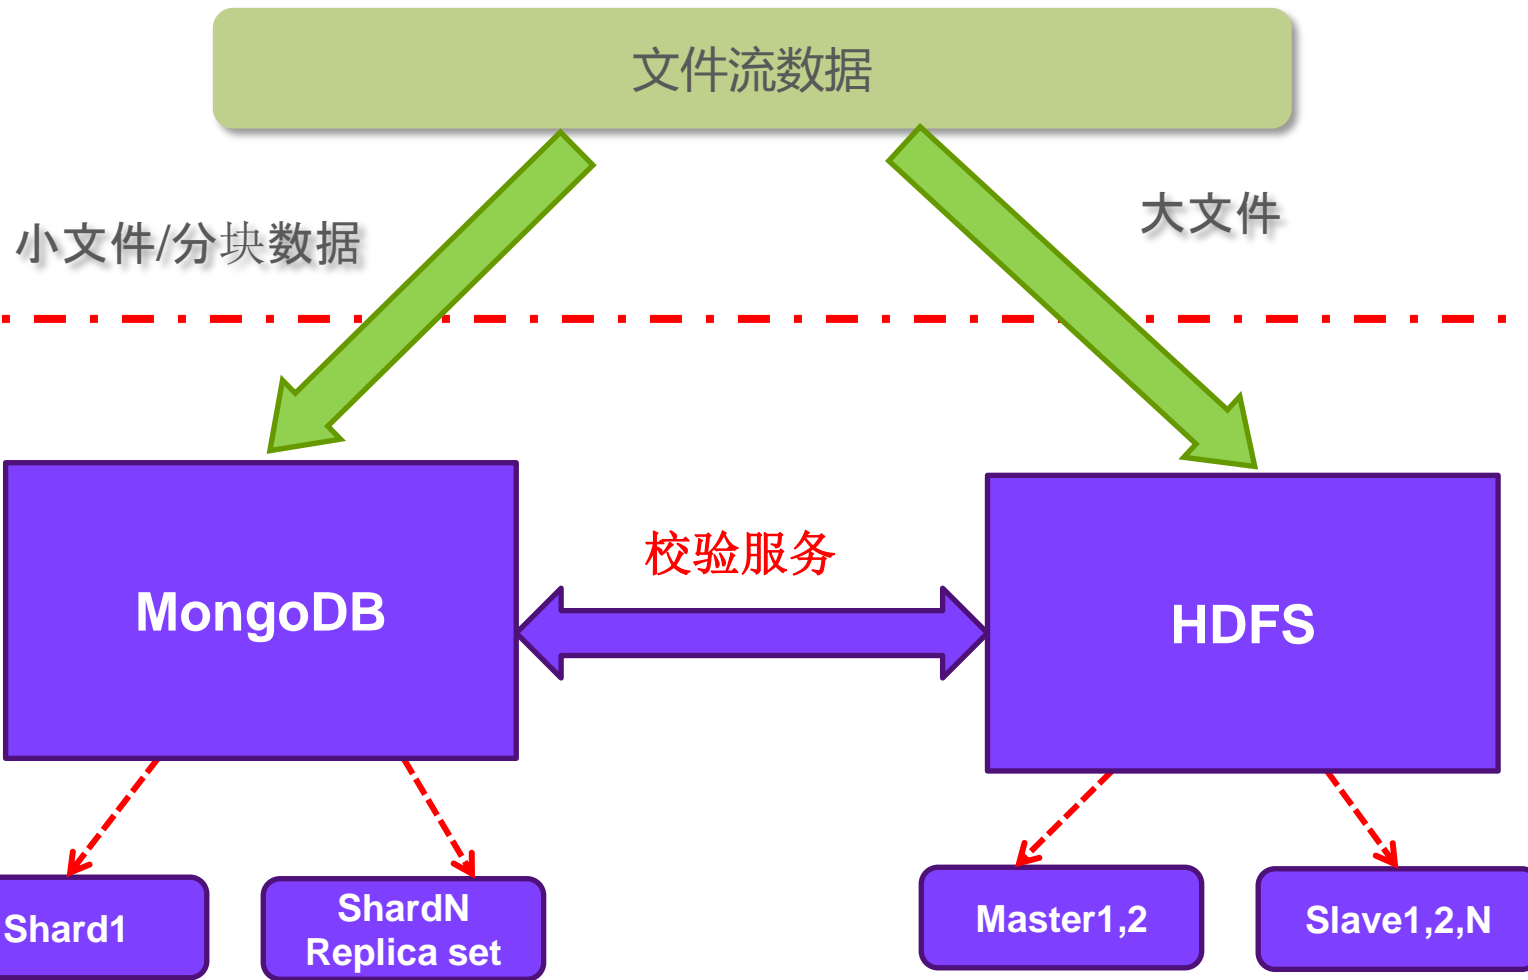 文件流数据
小文件/分块数据
大文件
校验服务
MongoDB
HDFS
Shard1
ShardN
Replica set
Master1,2
Slave1,2,N